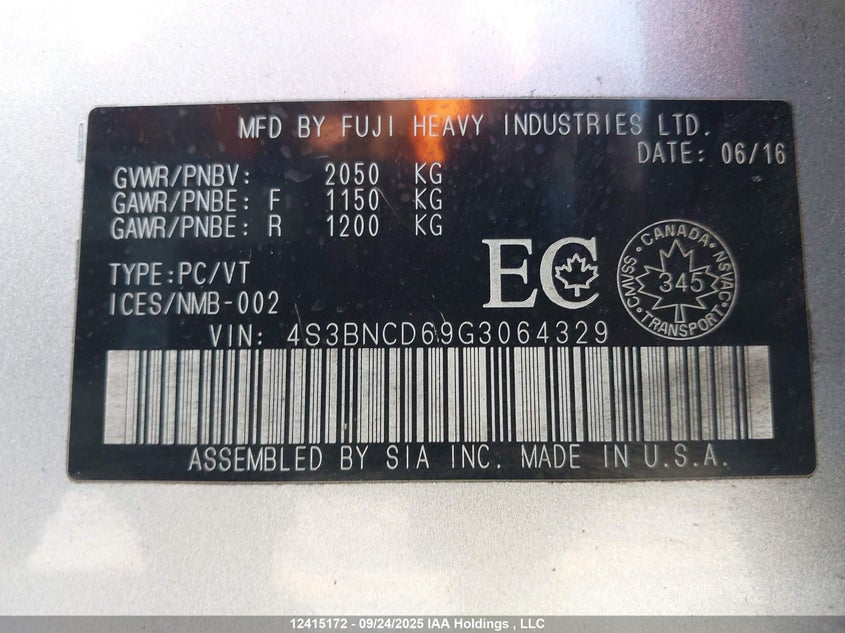 MFD BY FUJI HEAVY INDUSTRIES LTD.
DATE: 06/16
GVWR/PNBV: 2050 KG
GAWR/PNBE: F 1150 KG
GAWR/PNBE: R 1200 KG
EC
CANADA
NSVAC
345
CMVSS
TRANSPORT
TYPE:PC/VT
ICES/NMB-002
VIN: 4S3BNCD69G3064329
ASSEMBLED BY SIA INC. MADE IN U.S.A.
12415172 - 09/24/2025 IAA Holdings , LLC